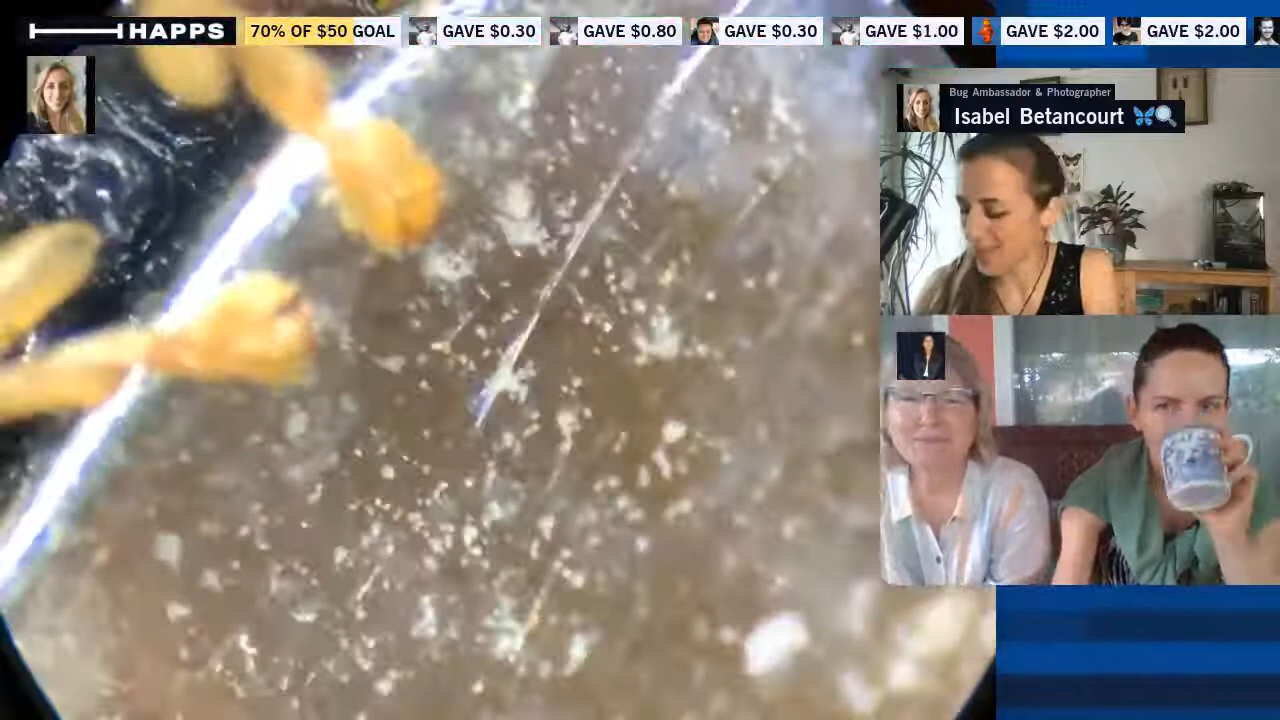 HAPPS
70% OF $50 GOAL
GAVE $0.30
GAVE $0.80
GAVE $0.30
GAVE $1.00
GAVE $2.00
GAVE $2.00
Bug Ambassador & Photographer
Isabel Betancourt 🦋🔍